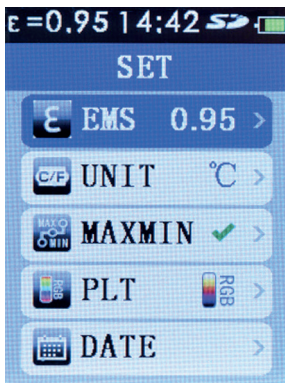 ε=0.95 14:42 SD
SET
ε EMS 0.95 >
C/F UNIT °C >
MAX MIN MAXMIN ✔ >
RGB PLT RGB >
DATE >